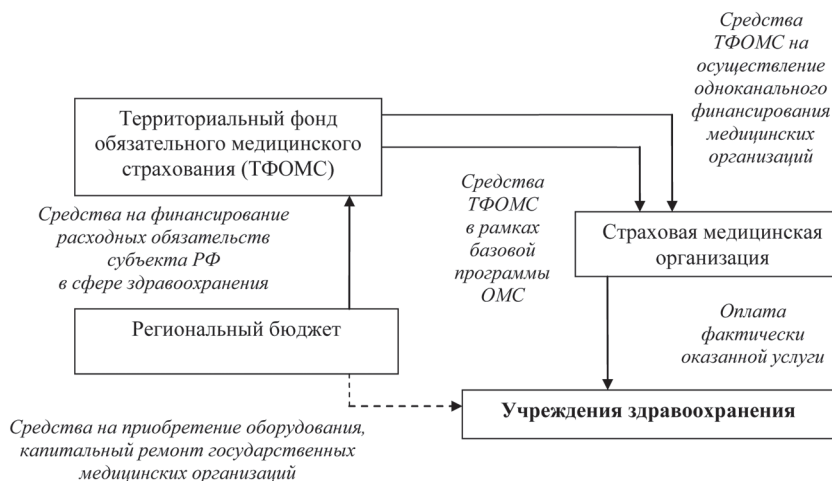 Средства
ТФОМС на
осуществление
одноканального
финансирования
медицинских
организаций
Территориальный фонд
обязательного медицинского
страхования (ТФОМС)
Средства
ТФОМС
в рамках
базовой
программы
ОМС
Средства на финансирование
расходных обязательств
субъекта РФ
в сфере здравоохранения
Страховая медицинская
организация
Региональный бюджет
Оплата
фактически
оказанной услуги
Учреждения здравоохранения
Средства на приобретение оборудования,
капитальный ремонт государственных
медицинских организаций